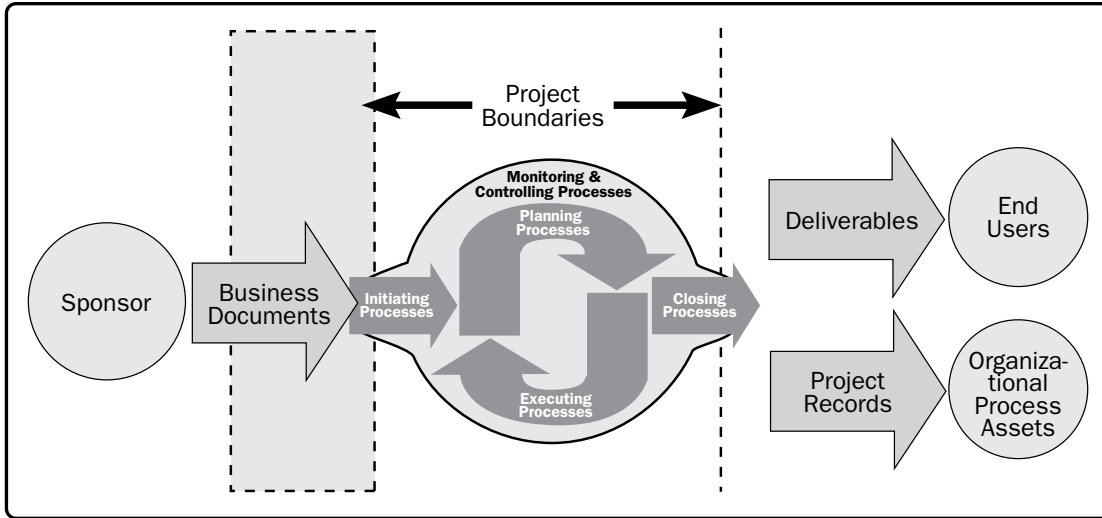 Project
Boundaries
Monitoring &
Controlling Processes
Planning
Processes
Sponsor
Business
Documents
Initiating
Processes
Closing
Processes
Executing
Processes
Deliverables
End
Users
Project
Records
Organiza-
tional
Process
Assets